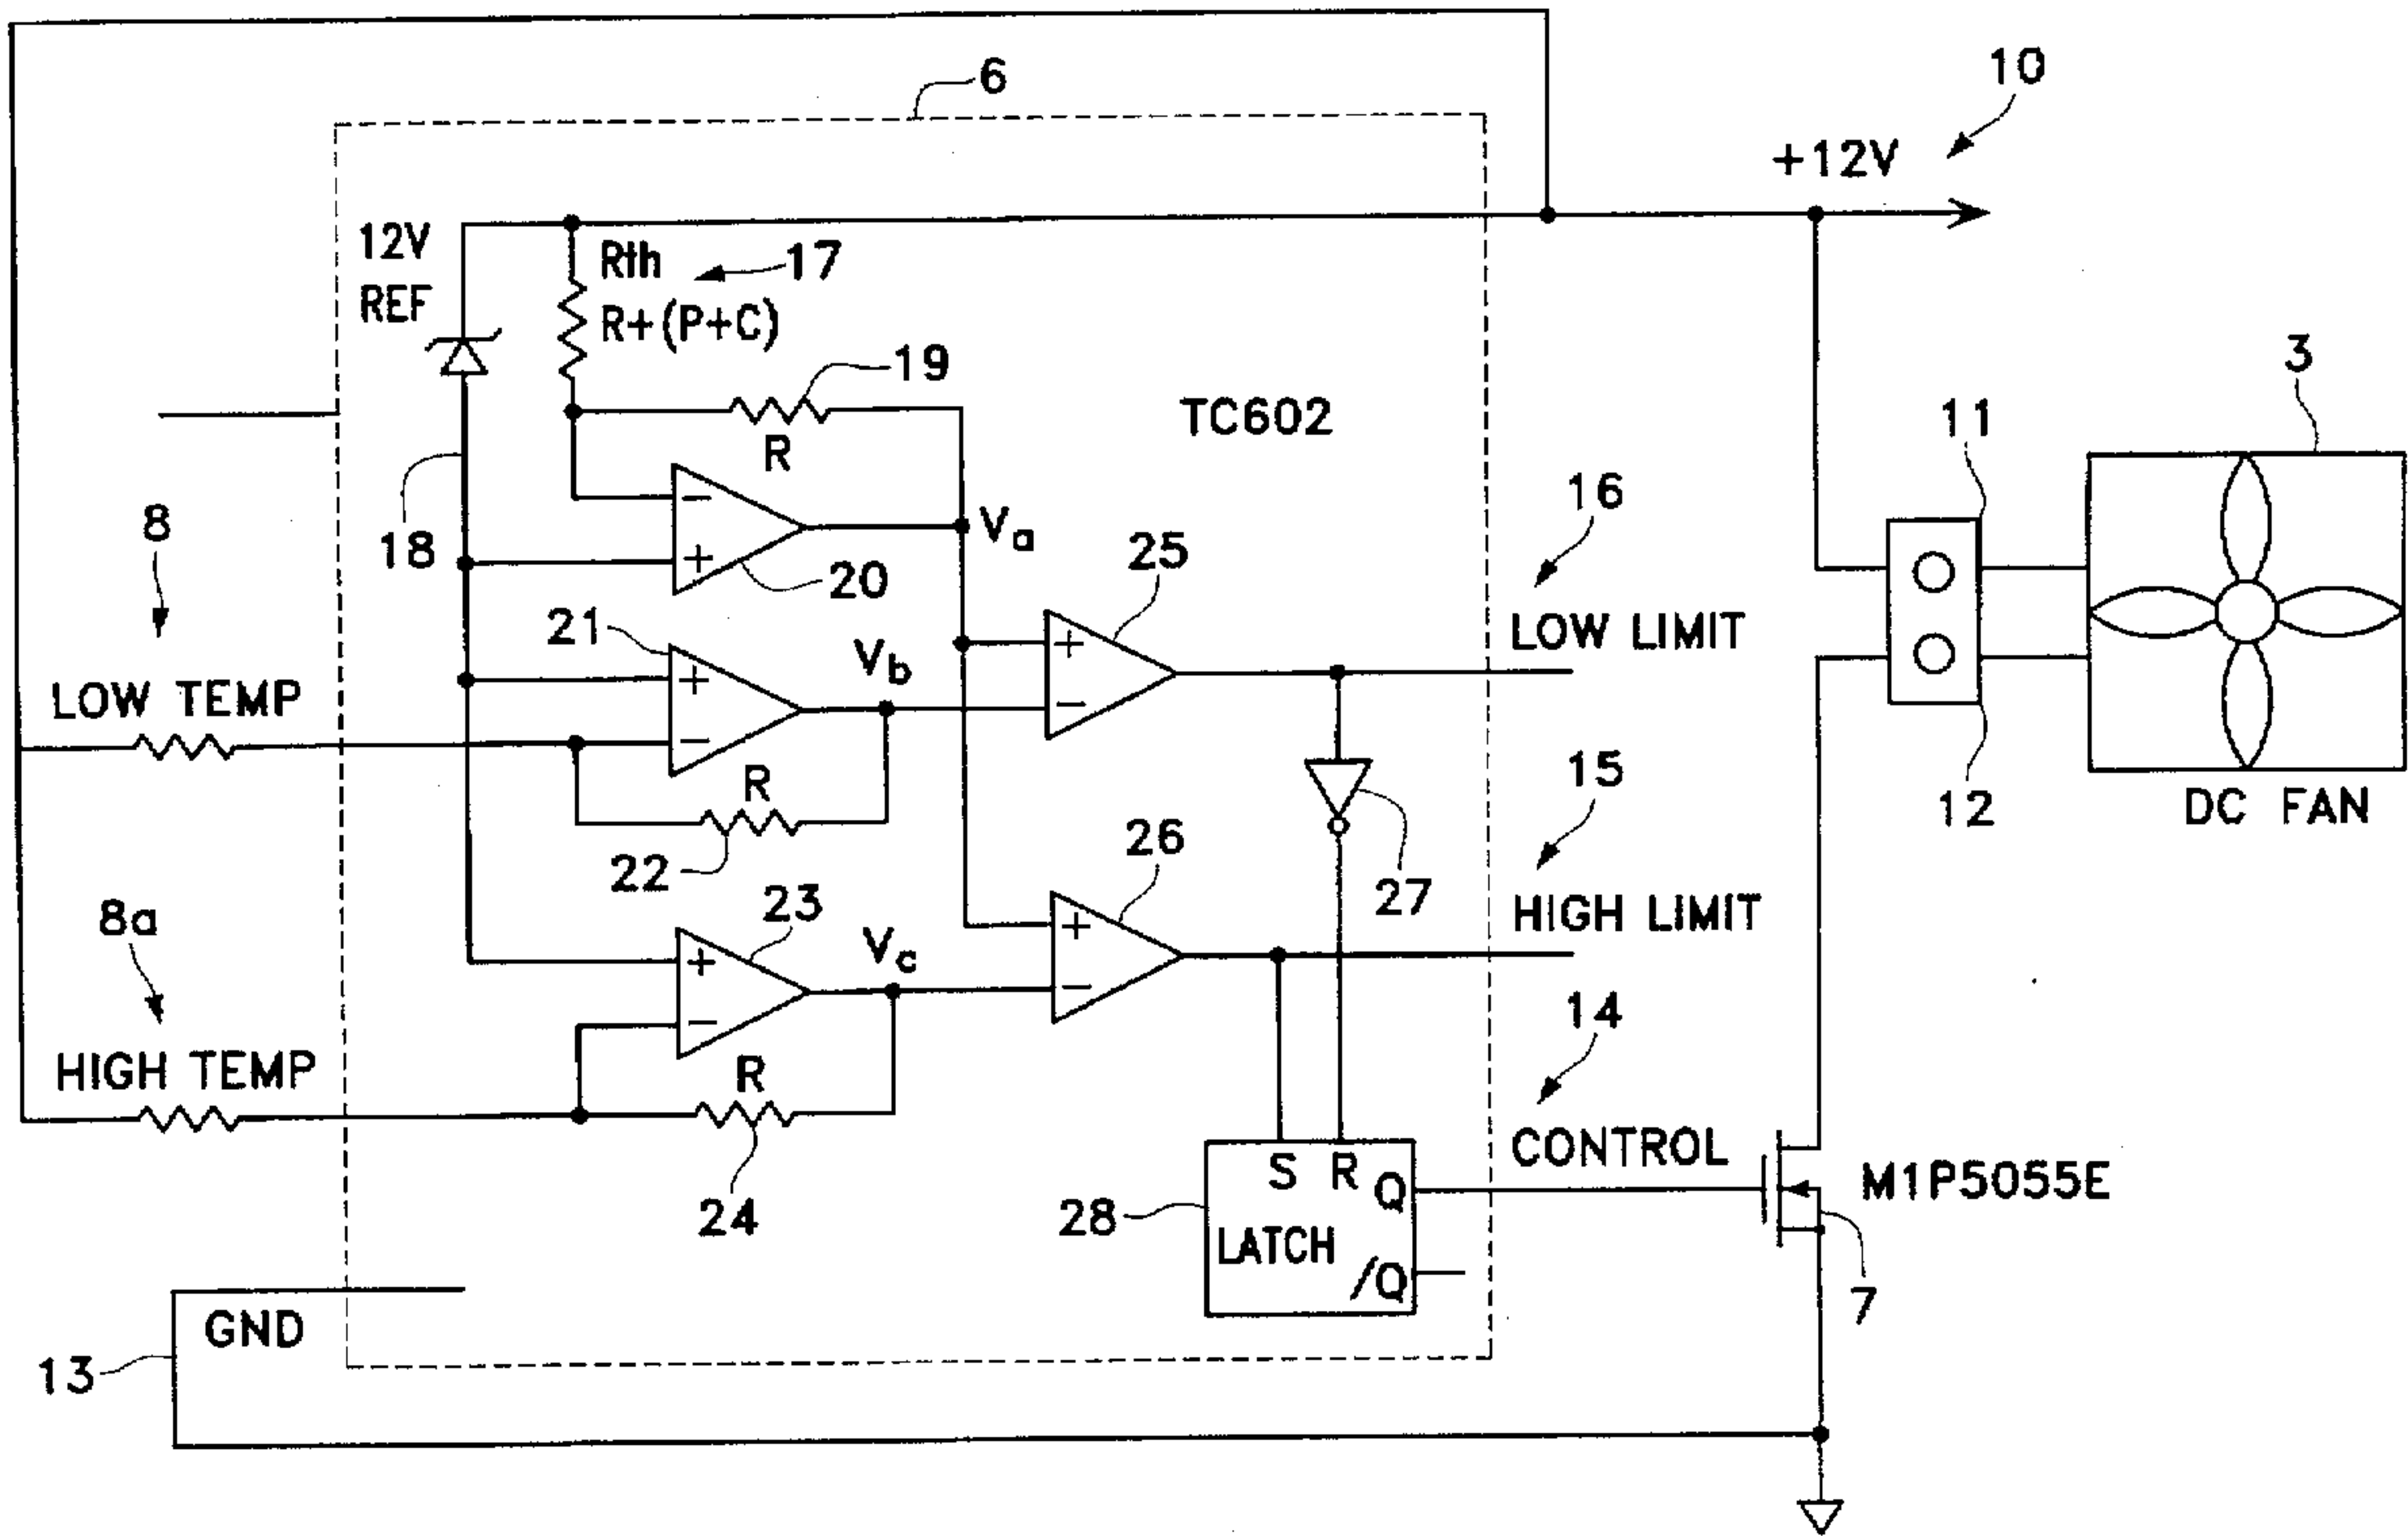 6
10
+12V
12V
REF
Rth
R+(P+C)
17
19
R
TC602
3
11
8
18
−
+
20
Va
16
25
LOW LIMIT
21
Vb
+
−
+
−
LOW TEMP
R
22
15
12
DC FAN
27
26
HIGH LIMIT
8a
23
Vc
+
−
+
−
14
HIGH TEMP
R
24
CONTROL
S R Q
28
LATCH
/Q
M1P5055E
7
GND
13